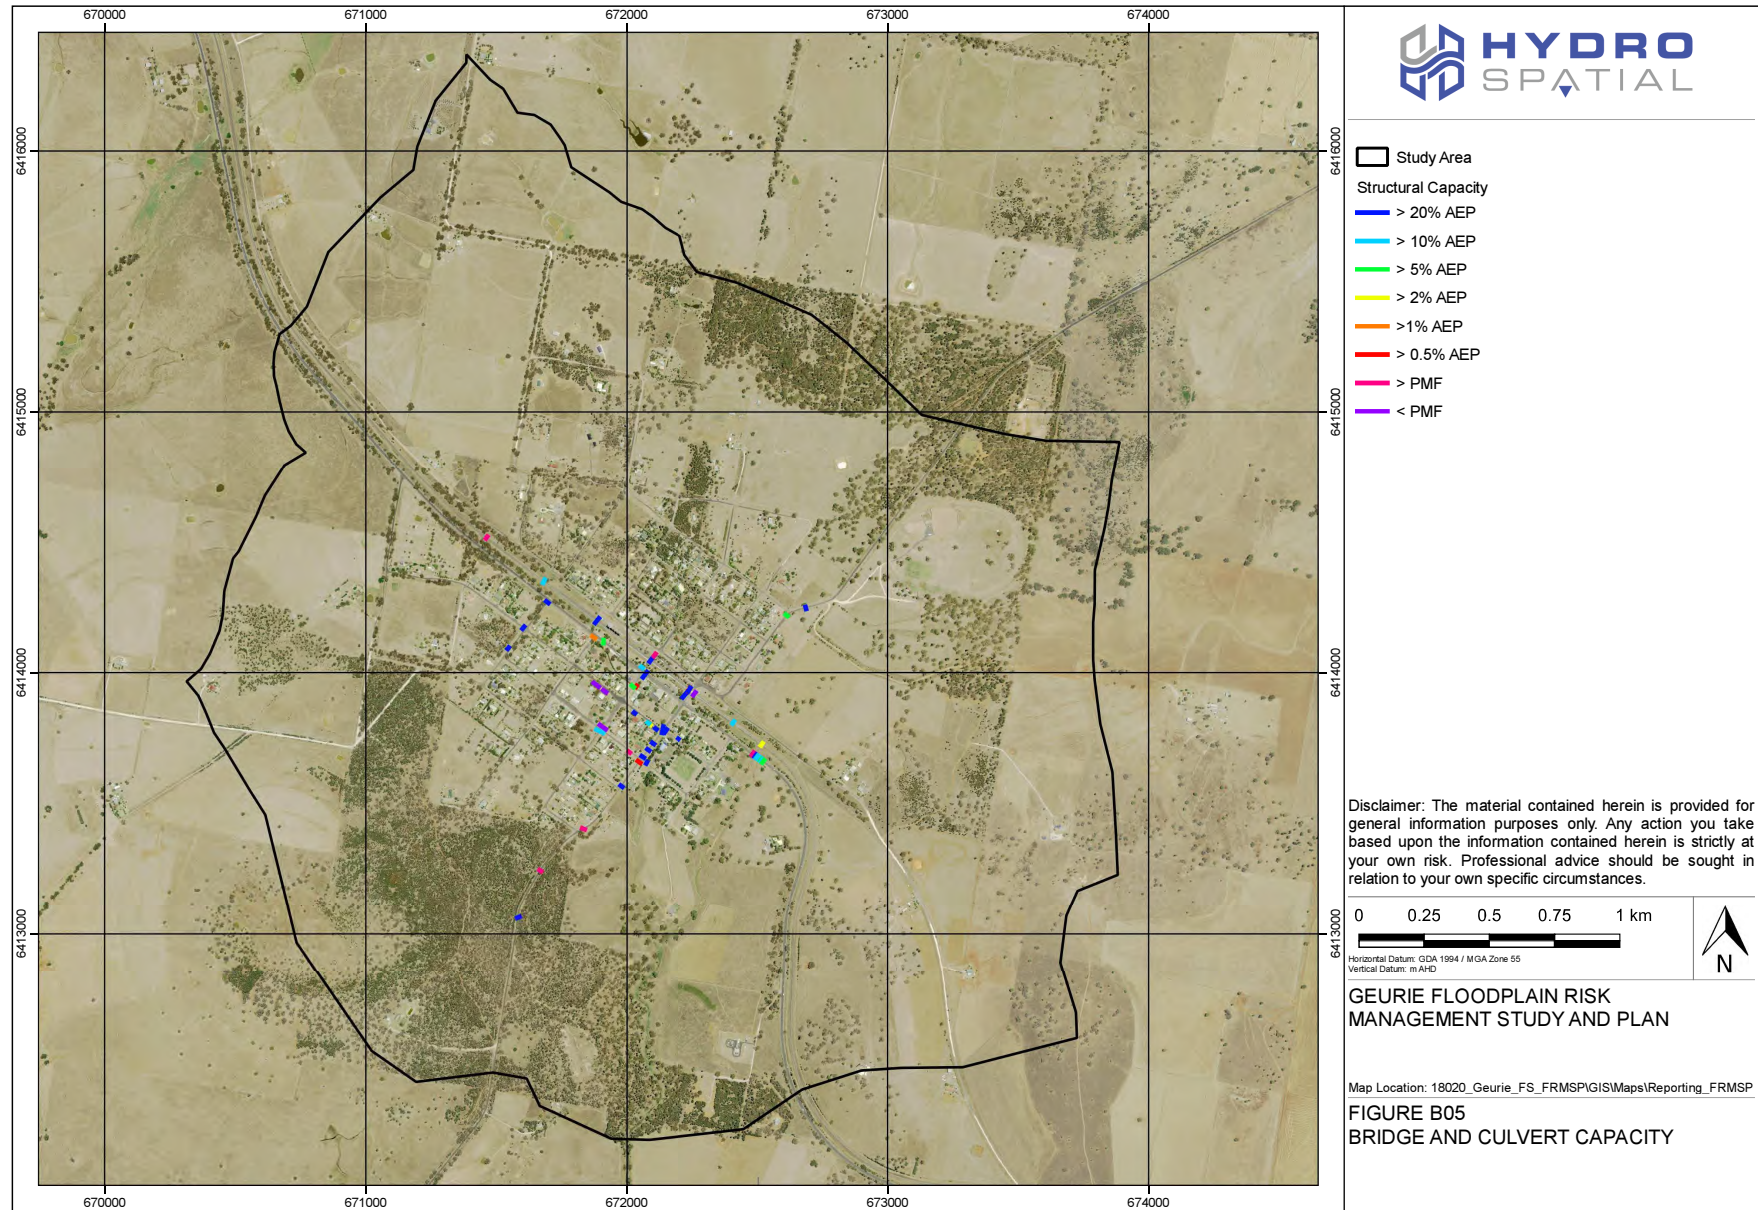 670000 671000 672000 673000 674000
HYDRO
SPATIAL
6416000 6416000
6415000 6415000
6414000 6414000
6413000 6413000
670000 671000 672000 673000 674000
Study Area
Structural Capacity
> 20% AEP
> 10% AEP
> 5% AEP
> 2% AEP
>1% AEP
> 0.5% AEP
> PMF
< PMF
Disclaimer: The material contained herein is provided for
general information purposes only. Any action you take
based upon the information contained herein is strictly at
your own risk. Professional advice should be sought in
relation to your own specific circumstances.
0 0.25 0.5 0.75 1 km
Horizontal Datum: GDA 1994 / MGA Zone 55
Vertical Datum: m AHD
N
GEURIE FLOODPLAIN RISK
MANAGEMENT STUDY AND PLAN
Map Location: 18020_Geurie_FS_FRMSP\GIS\Maps\Reporting_FRMSP
FIGURE B05
BRIDGE AND CULVERT CAPACITY